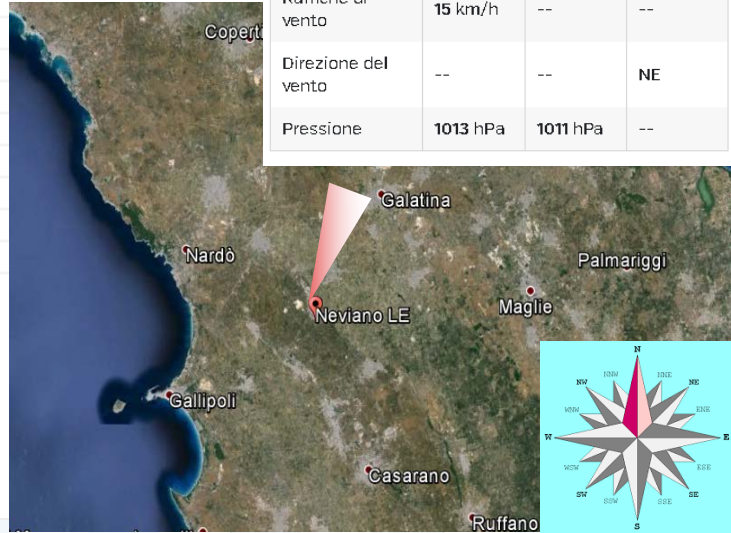 vento
15 km/h
--
--
Direzione del
vento
--
--
NE
Pressione
1013 hPa
1011 hPa
--
Coperti
Galatina
Nardò
Palmariggi
Maglie
Neviano LE
Gallipoli
Casarano
Ruffano
N
NNW
NNE
NW
NE
WNW
ENE
W
E
WSW
ESE
SW
SE
SSW
SSE
S